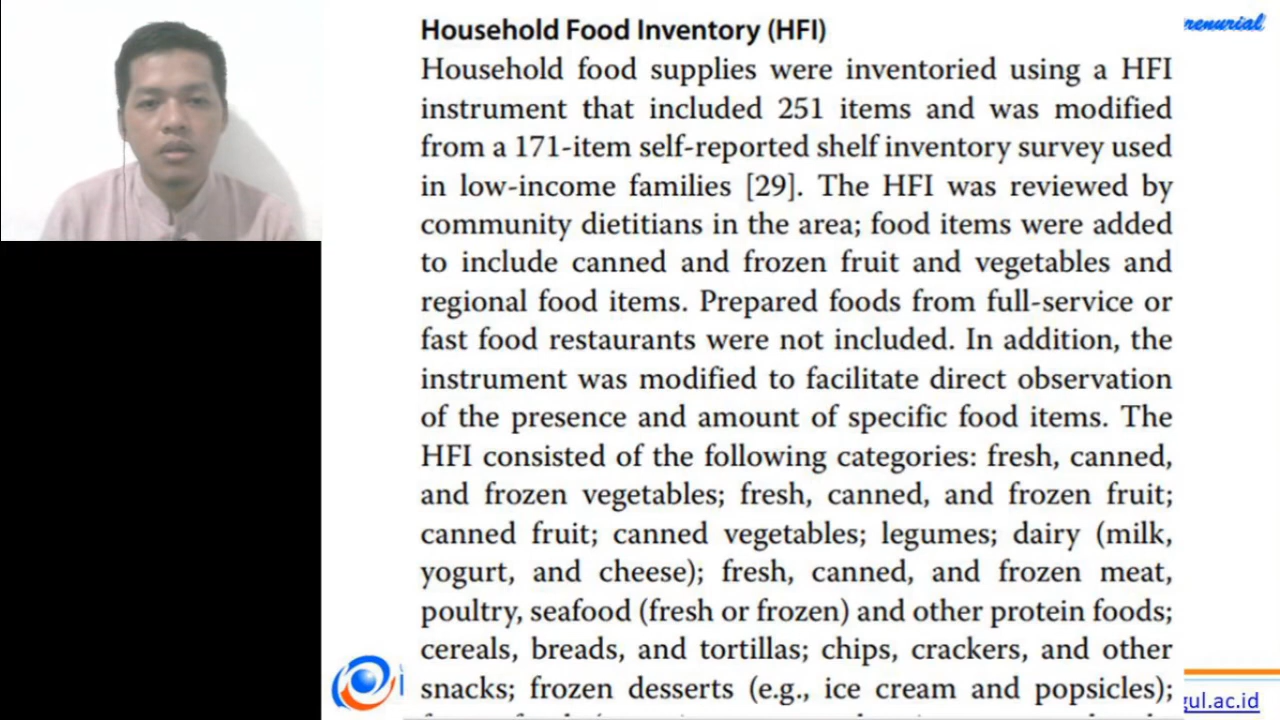 Household Food Inventory (HFI)
Household food supplies were inventoried using a HFI
instrument that included 251 items and was modified
from a 171-item self-reported shelf inventory survey used
in low-income families [29]. The HFI was reviewed by
community dietitians in the area; food items were added
to include canned and frozen fruit and vegetables and
regional food items. Prepared foods from full-service or
fast food restaurants were not included. In addition, the
instrument was modified to facilitate direct observation
of the presence and amount of specific food items. The
HFI consisted of the following categories: fresh, canned,
and frozen vegetables; fresh, canned, and frozen fruit;
canned fruit; canned vegetables; legumes; dairy (milk,
yogurt, and cheese); fresh, canned, and frozen meat,
poultry, seafood (fresh or frozen) and other protein foods;
cereals, breads, and tortillas; chips, crackers, and other
snacks; frozen desserts (e.g., ice cream and popsicles);
renurial
gul.ac.id